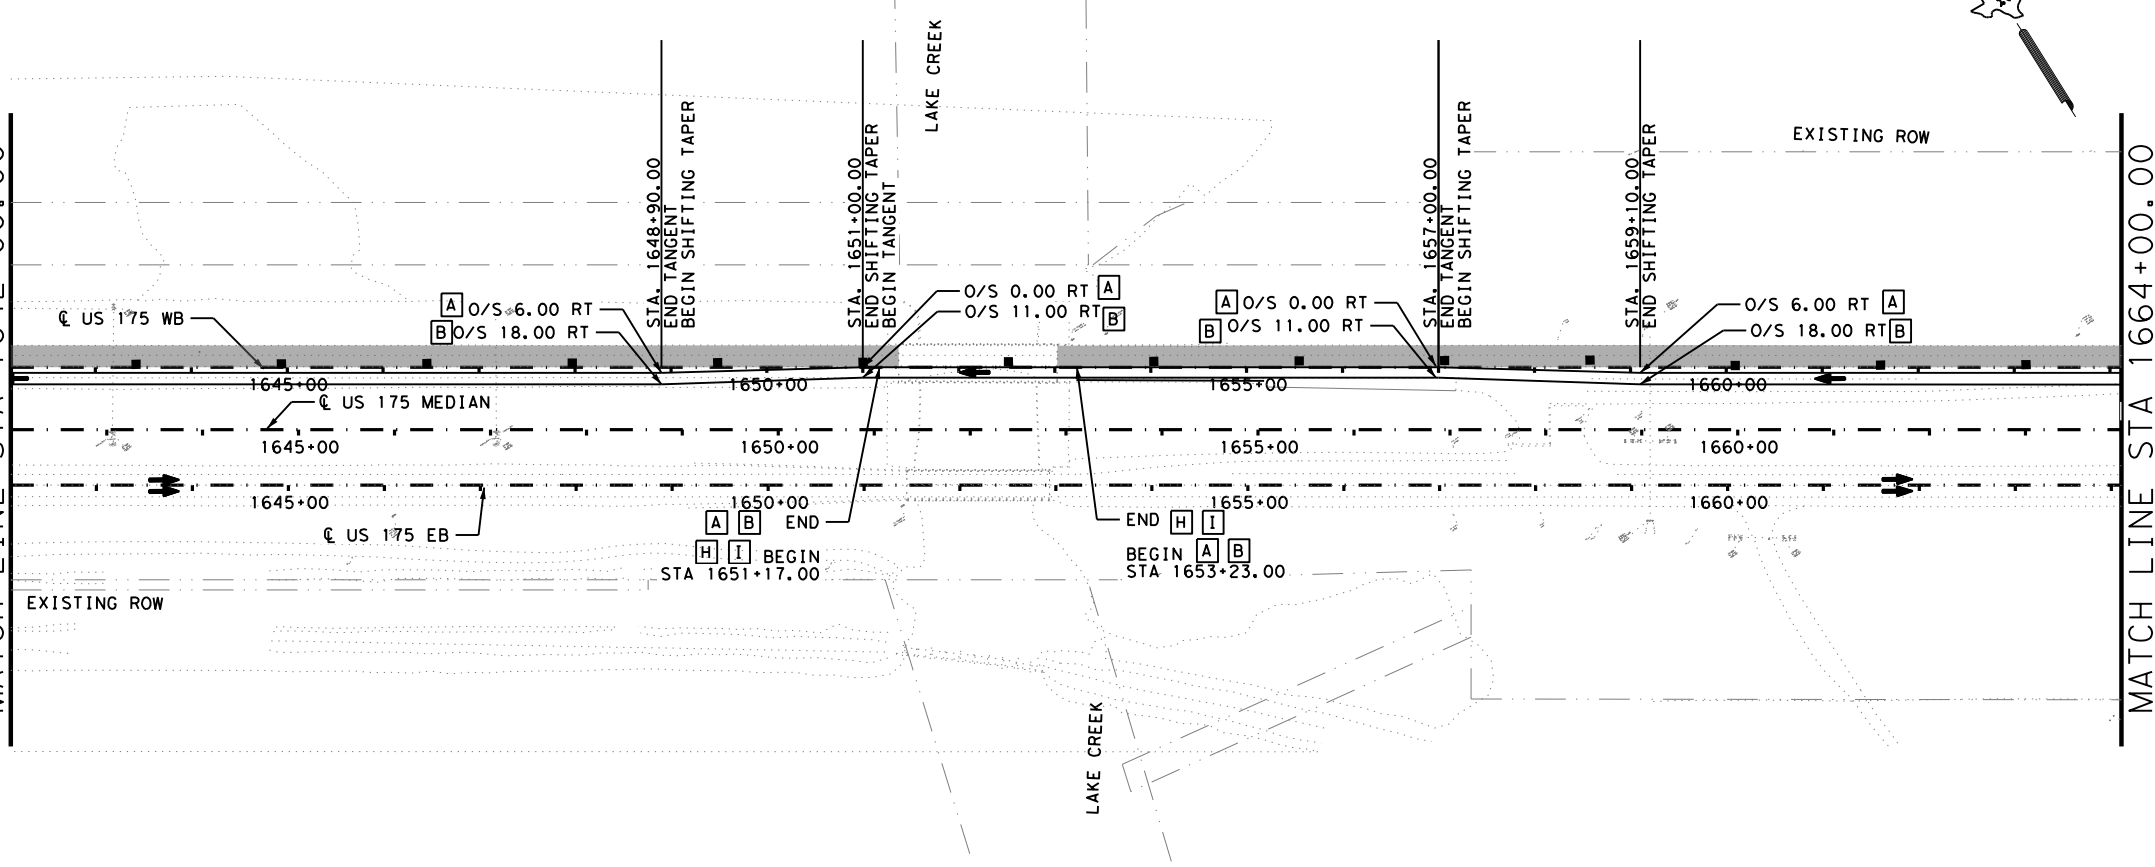 LAKE CREEK
EXISTING ROW
STA. 1648+90.00
END TANGENT
BEGIN SHIFTING TAPER
STA. 1651+00.00
END SHIFTING TAPER
BEGIN TANGENT
STA. 1657+00.00
END TANGENT
BEGIN SHIFTING TAPER
STA. 1659+10.00
END SHIFTING TAPER
MATCH LINE STA 1664+00.00
A O/S 6.00 RT
B O/S 18.00 RT
O/S 0.00 RT A
O/S 11.00 RT B
A O/S 0.00 RT
B O/S 11.00 RT
O/S 6.00 RT A
O/S 18.00 RT B
℄ US 175 WB
1645+00 1650+00 1655+00 1660+00
℄ US 175 MEDIAN
1645+00 1650+00 1655+00 1660+00
1645+00 1650+00 1655+00 1660+00
℄ US 175 EB
A B END
H I BEGIN
STA 1651+17.00
END H I
BEGIN A B
STA 1653+23.00
EXISTING ROW
LAKE CREEK